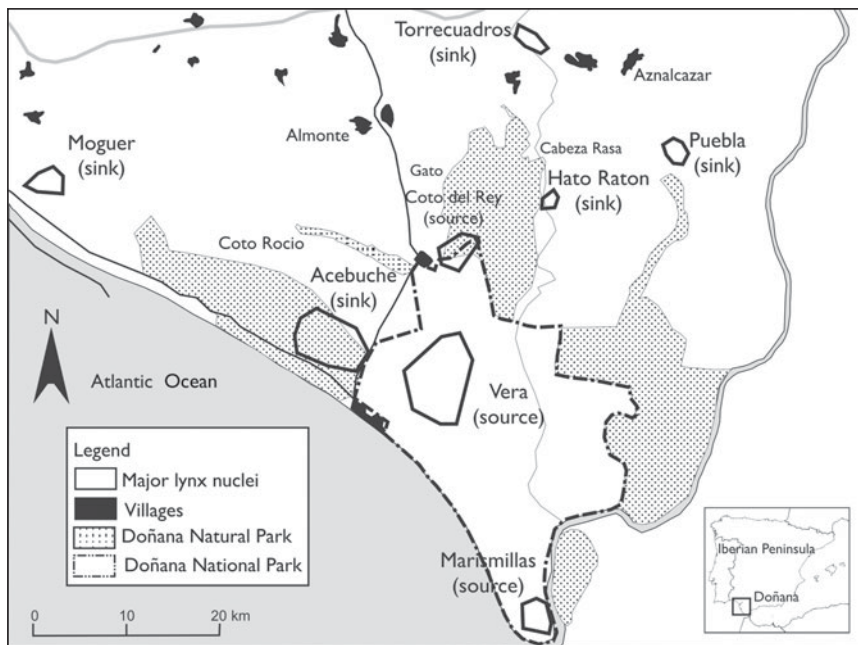 Torrecuadros
(sink)
Aznalcazar
Moguer
(sink)
Almonte
Cabeza Rasa
Puebla
(sink)
Gato
Hato Raton
(sink)
Coto del Rey
(source)
Coto Rocio
Acebuche
(sink)
N
Atlantic Ocean
Vera
(source)
Legend
Major lynx nuclei
Villages
Doñana Natural Park
Doñana National Park
Marismillas
(source)
Iberian Peninsula
Doñana
0 10 20 km